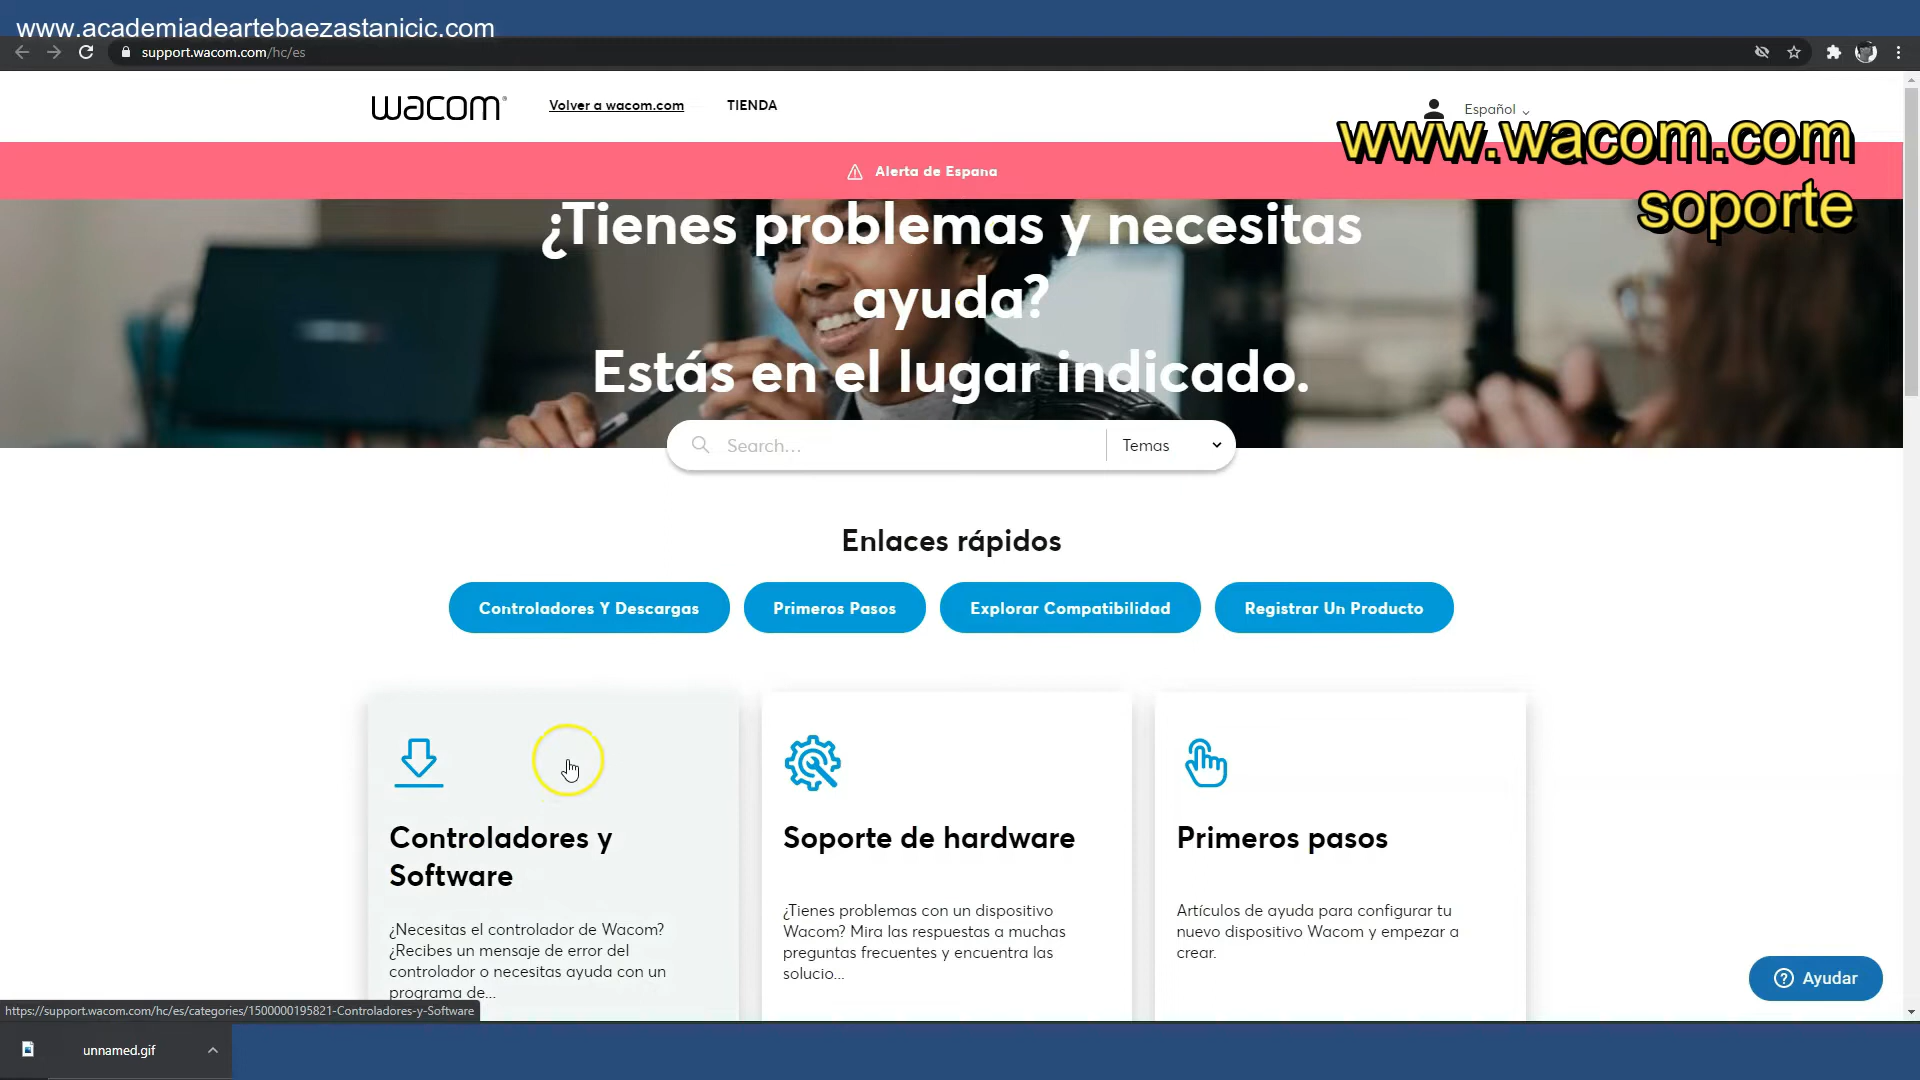 www.academiadeartebaezastanicic.com
support.wacom.com/hc/es
wacom
Volver a wacom.com
TIENDA
Español
www.wacom.com
soporte
Alerta de Espana
¿Tienes problemas y necesitas
ayuda?
Estás en el lugar indicado.
Search...
Temas
Enlaces rápidos
Controladores Y Descargas
Primeros Pasos
Explorar Compatibilidad
Registrar Un Producto
Controladores y
Software
¿Necesitas el controlador de Wacom?
¿Recibes un mensaje de error del
controlador o necesitas ayuda con un
programa de...
Soporte de hardware
¿Tienes problemas con un dispositivo
Wacom? Mira las respuestas a muchas
preguntas frecuentes y encuentra las
solucio...
Primeros pasos
Artículos de ayuda para configurar tu
nuevo dispositivo Wacom y empezar a
crear.
Ayudar
https://support.wacom.com/hc/es/categories/1500000195821-Controladores-y-Software
unnamed.gif